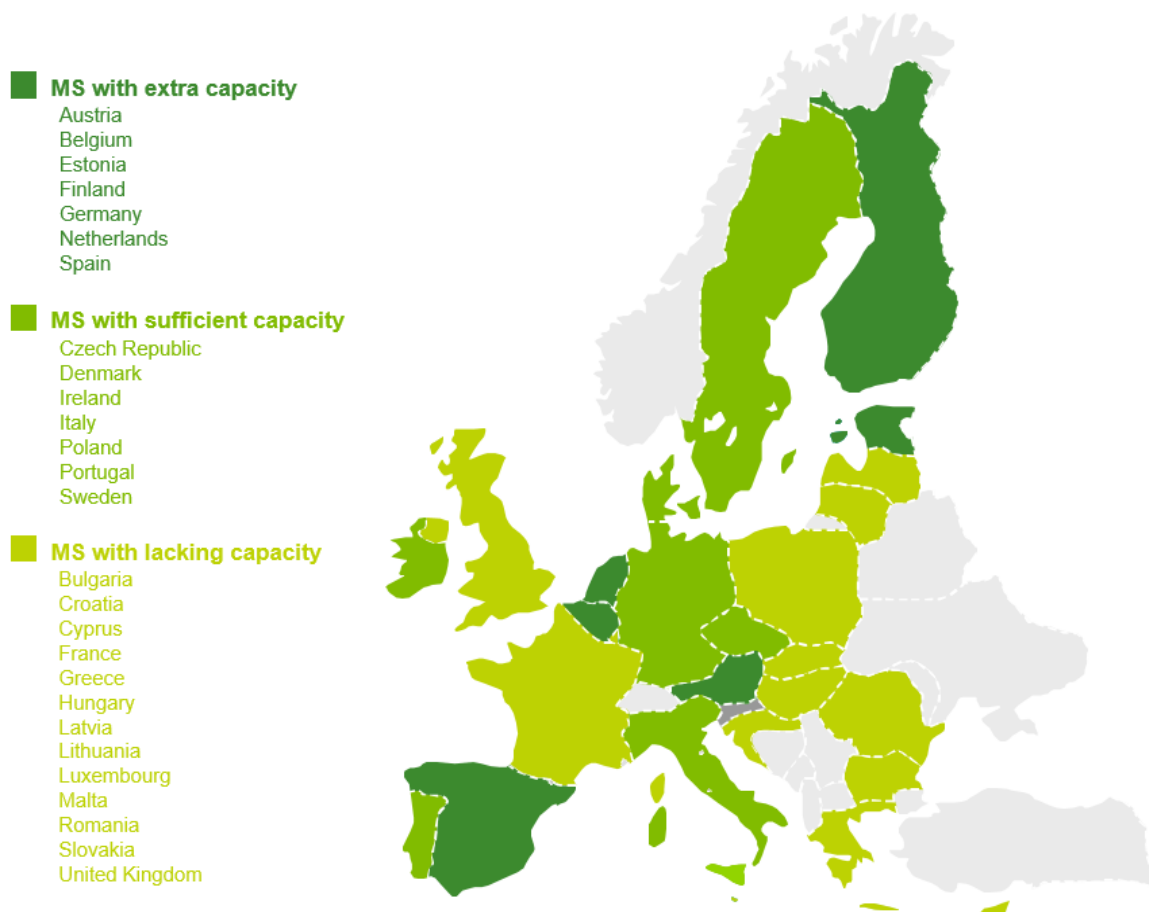 MS with extra capacity
Austria
Belgium
Estonia
Finland
Germany
Netherlands
Spain
MS with sufficient capacity
Czech Republic
Denmark
Ireland
Italy
Poland
Portugal
Sweden
MS with lacking capacity
Bulgaria
Croatia
Cyprus
France
Greece
Hungary
Latvia
Lithuania
Luxembourg
Malta
Romania
Slovakia
United Kingdom